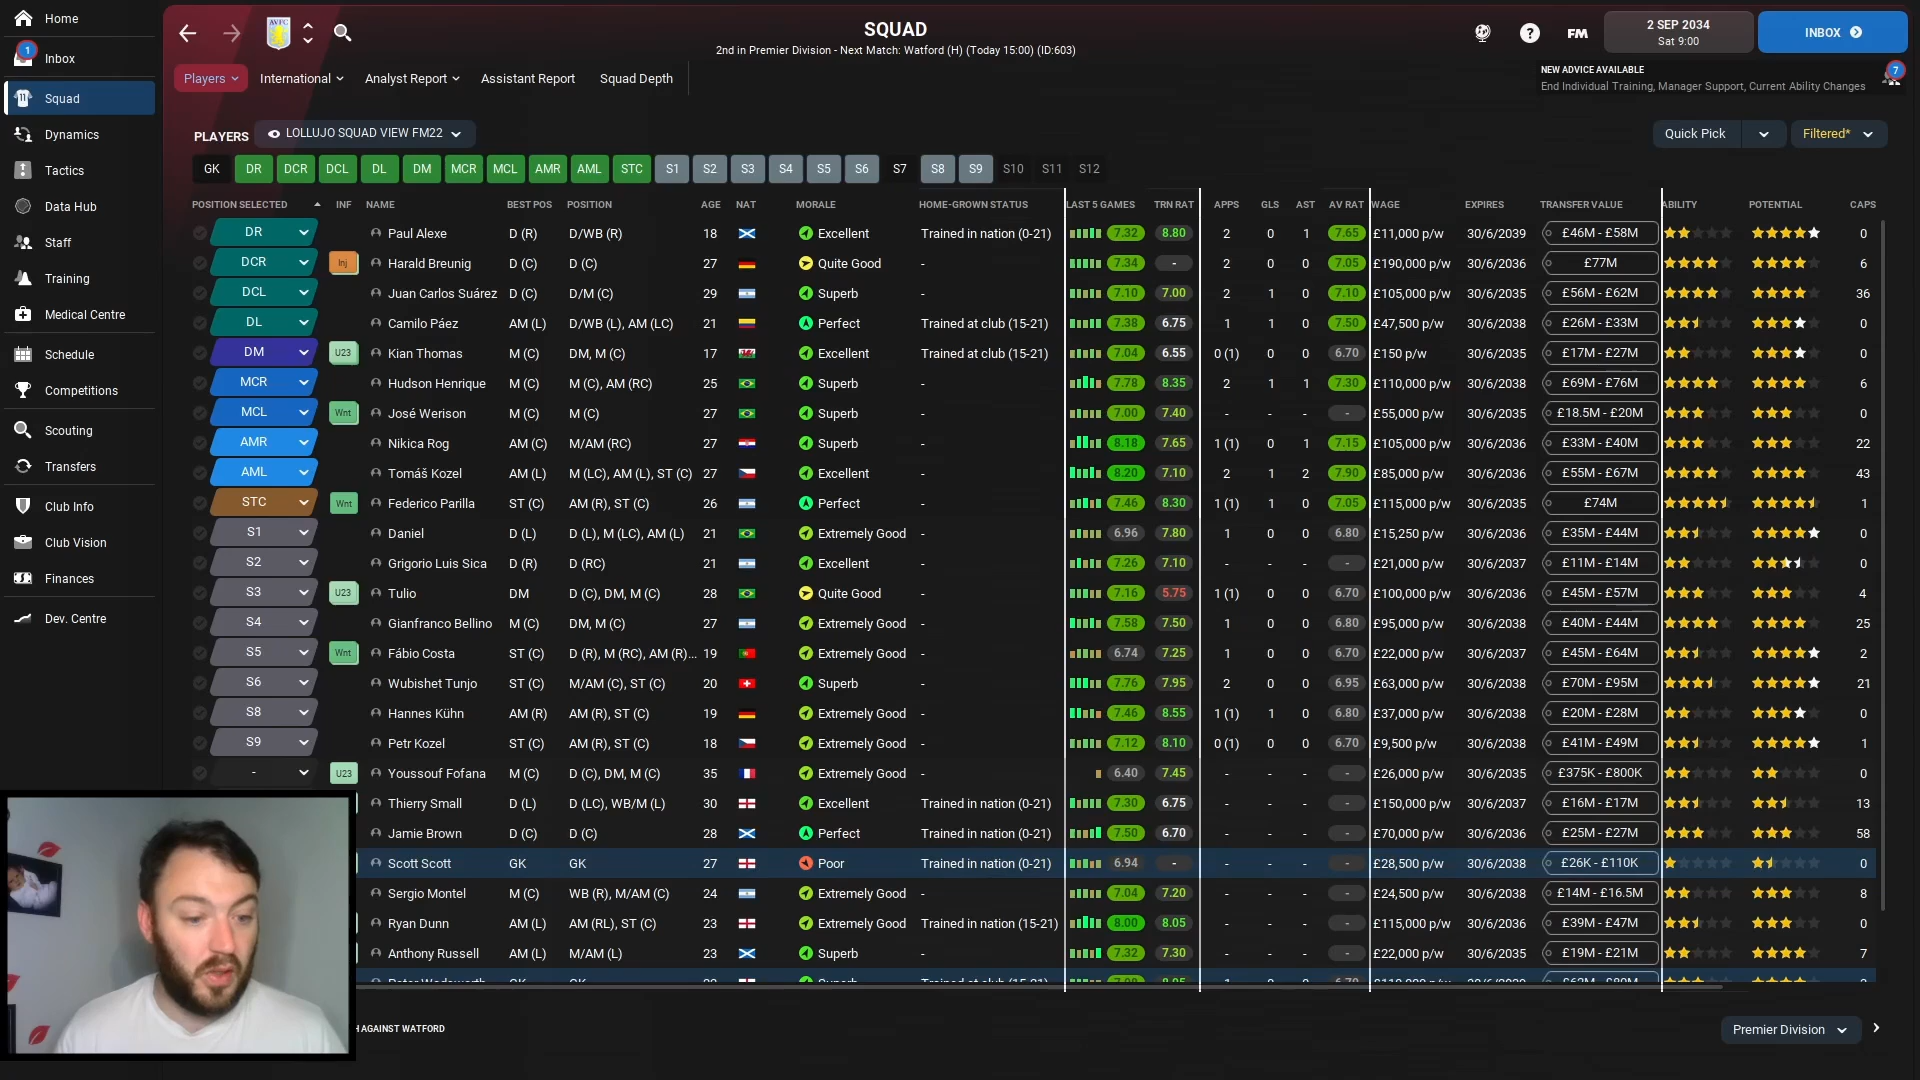 Home
1
Inbox
Squad
Dynamics
Tactics
Data Hub
Staff
Training
Medical Centre
Schedule
Competitions
Scouting
Transfers
Club Info
Club Vision
Finances
Dev. Centre
AVFC
SQUAD
2nd in Premier Division - Next Match: Watford (H) (Today 15:00) (ID:603)
? FM
2 SEP 2034
Sat 9:00
INBOX
Players International Analyst Report Assistant Report Squad Depth
NEW ADVICE AVAILABLE 7
End Individual Training, Manager Support, Current Ability Changes
PLAYERS LOLLUJO SQUAD VIEW FM22 Quick Pick Filtered*
GK DR DCR DCL DL DM MCR MCL AMR AML STC S1 S2 S3 S4 S5 S6 S7 S8 S9 S10 S11 S12
POSITION SELECTED INF NAME BEST POS POSITION AGE NAT MORALE HOME-GROWN STATUS LAST 5 GAMES TRN RAT APPS GLS AST AV RAT WAGE EXPIRES TRANSFER VALUE ABILITY POTENTIAL CAPS
DR Paul Alexe D (R) D/WB (R) 18 Excellent Trained in nation (0-21) 7.32 8.80 2 0 1 7.65 £11,000 p/w 30/6/2039 £46M - £58M 0
DCR Inj Harald Breunig D (C) D (C) 27 Quite Good - 7.34 - 2 0 0 7.05 £190,000 p/w 30/6/2036 £77M 6
DCL Juan Carlos Suárez D (C) D/M (C) 29 Superb - 7.10 7.00 2 1 0 7.10 £105,000 p/w 30/6/2035 £56M - £62M 36
DL Camilo Páez AM (L) D/WB (L), AM (LC) 21 Perfect Trained at club (15-21) 7.38 6.75 1 1 0 7.50 £47,500 p/w 30/6/2038 £26M - £33M 0
DM U23 Kian Thomas M (C) DM, M (C) 17 Excellent Trained at club (15-21) 7.04 6.55 0 (1) 0 0 6.70 £150 p/w 30/6/2035 £17M - £27M 0
MCR Hudson Henrique M (C) M (C), AM (RC) 25 Superb - 7.78 8.35 2 1 1 7.30 £110,000 p/w 30/6/2038 £69M - £76M 6
MCL Wnt José Werison M (C) M (C) 27 Superb - 7.00 7.40 - - - - £55,000 p/w 30/6/2035 £18.5M - £20M 0
AMR Nikica Rog AM (C) M/AM (RC) 27 Superb - 8.18 7.65 1 (1) 0 1 7.15 £105,000 p/w 30/6/2036 £33M - £40M 22
AML Tomáš Kozel AM (L) M (LC), AM (L), ST (C) 27 Excellent - 8.20 7.10 2 1 2 7.90 £85,000 p/w 30/6/2036 £55M - £67M 43
STC Wnt Federico Parilla ST (C) AM (R), ST (C) 26 Perfect - 7.46 8.30 1 (1) 1 0 7.05 £115,000 p/w 30/6/2035 £74M 1
S1 Daniel D (L) D (L), M (LC), AM (L) 21 Extremely Good - 6.96 7.80 1 0 0 6.80 £15,250 p/w 30/6/2036 £35M - £44M 0
S2 Grigorio Luis Sica D (R) D (RC) 21 Excellent - 7.26 7.10 - - - - £21,000 p/w 30/6/2037 £11M - £14M 0
S3 U23 Tulio DM D (C), DM, M (C) 28 Quite Good - 7.16 5.75 1 (1) 0 0 6.70 £100,000 p/w 30/6/2036 £45M - £57M 4
S4 Gianfranco Bellino M (C) DM, M (C) 27 Extremely Good - 7.58 7.50 1 0 0 6.80 £95,000 p/w 30/6/2038 £40M - £44M 25
S5 Wnt Fábio Costa ST (C) D (R), M (RC), AM (R)... 19 Extremely Good - 6.74 7.25 1 0 0 6.70 £22,000 p/w 30/6/2037 £45M - £64M 2
S6 Wubishet Tunjo ST (C) M/AM (C), ST (C) 20 Superb - 7.76 7.95 2 0 0 6.95 £63,000 p/w 30/6/2038 £70M - £95M 21
S8 Hannes Kühn AM (R) AM (R), ST (C) 19 Extremely Good - 7.46 8.55 1 (1) 1 0 6.80 £37,000 p/w 30/6/2038 £20M - £28M 0
S9 Petr Kozel ST (C) AM (R), ST (C) 18 Extremely Good - 7.12 8.10 0 (1) 0 0 6.70 £9,500 p/w 30/6/2038 £41M - £49M 1
- U23 Youssouf Fofana M (C) D (C), DM, M (C) 35 Extremely Good - 6.40 7.45 - - - - £26,000 p/w 30/6/2035 £375K - £800K 0
Thierry Small D (L) D (LC), WB/M (L) 30 Excellent Trained in nation (0-21) 7.30 6.75 - - - - £150,000 p/w 30/6/2037 £16M - £17M 13
Jamie Brown D (C) D (C) 28 Perfect Trained in nation (0-21) 7.50 6.70 - - - - £70,000 p/w 30/6/2036 £25M - £27M 58
Scott Scott GK GK 27 Poor Trained in nation (0-21) 6.94 - - - - - £28,500 p/w 30/6/2038 £26K - £110K 0
Sergio Montel M (C) WB (R), M/AM (C) 24 Extremely Good - 7.04 7.20 - - - - £24,500 p/w 30/6/2038 £14M - £16.5M 8
Ryan Dunn AM (L) AM (RL), ST (C) 23 Extremely Good Trained in nation (15-21) 8.00 8.05 - - - - £115,000 p/w 30/6/2036 £39M - £47M 0
Anthony Russell AM (L) M/AM (L) 23 Superb - 7.32 7.30 - - - - £22,000 p/w 30/6/2035 £19M - £21M 7
AGAINST WATFORD
Premier Division